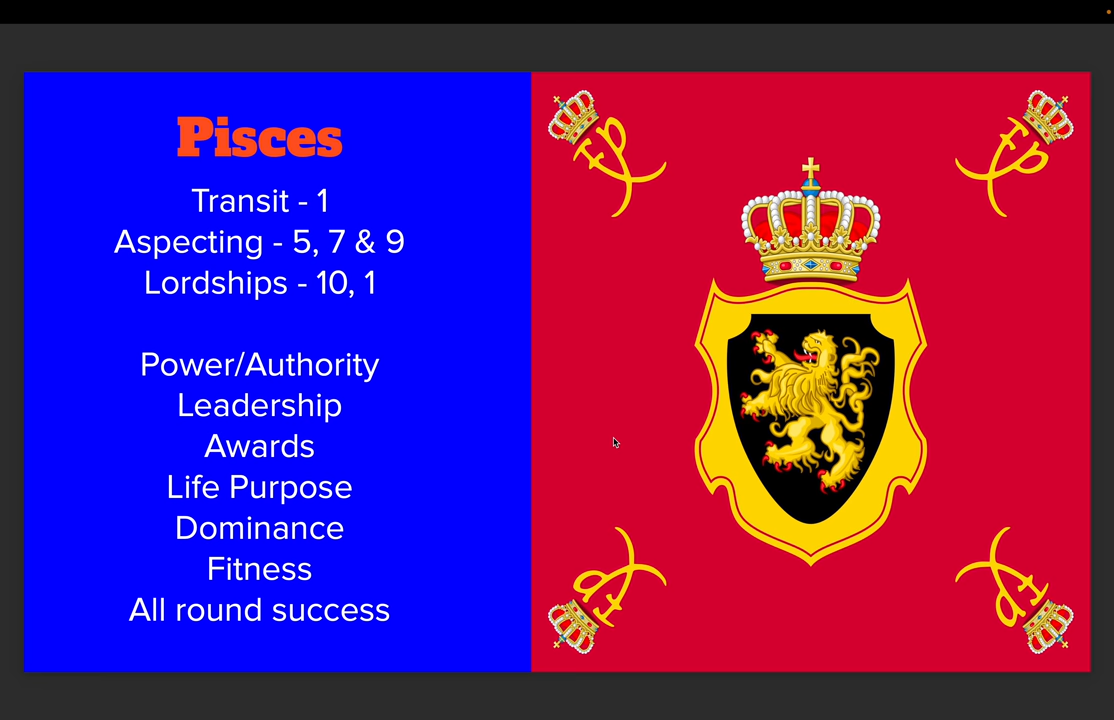 Pisces
Transit - 1
Aspecting - 5, 7 & 9
Lordships - 10, 1
Power/Authority
Leadership
Awards
Life Purpose
Dominance
Fitness
All round success